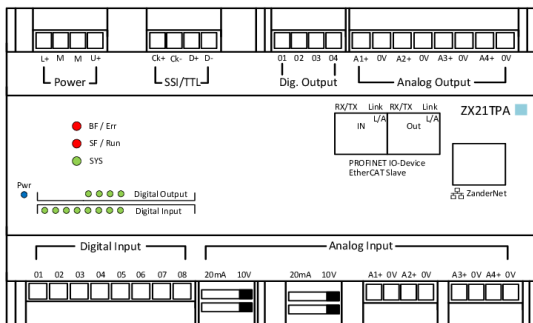 L+ M M U+
Ck+ Ck- D+ D-
01 02 03 04
A1+ 0V A2+ 0V A3+ 0V A4+ 0V
Power
SSI/TTL
Dig. Output
Analog Output
RX/TX Link RX/TX Link
L/A L/A
IN Out
ZX21TPA
BF / Err
SF / Run
SYS
PROFINET IO-Device
EtherCAT Slave
ZanderNet
Pwr
Digital Output
Digital Input
Digital Input
Analog Input
01 02 03 04 05 06 07 08
20mA 10V
20mA 10V
A1+ 0V A2+ 0V
A3+ 0V A4+ 0V